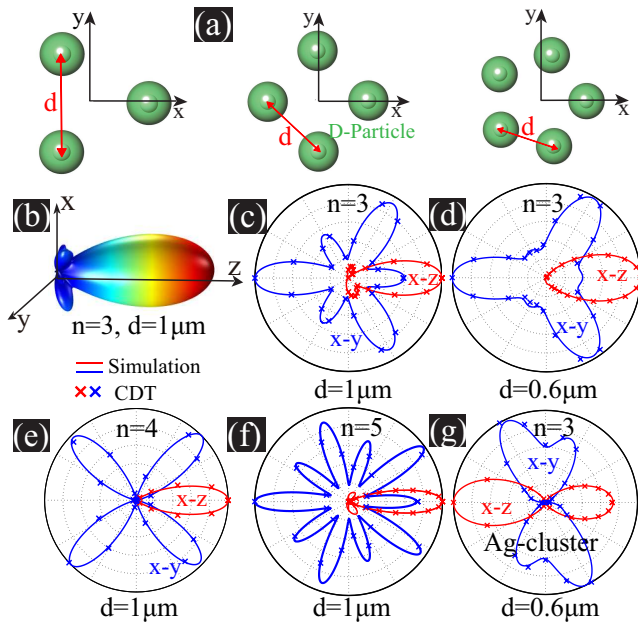 (a)
y
x
d
y
x
d
D-Particle
y
x
d
(b)
x
z
y
n=3, d=1μm
Simulation
CDT
(c)
n=3
x-z
x-y
d=1μm
(d)
n=3
x-z
x-y
d=0.6μm
(e)
n=4
x-z
x-y
d=1μm
(f)
n=5
d=1μm
(g)
n=3
x-y
x-z
Ag-cluster
d=0.6μm